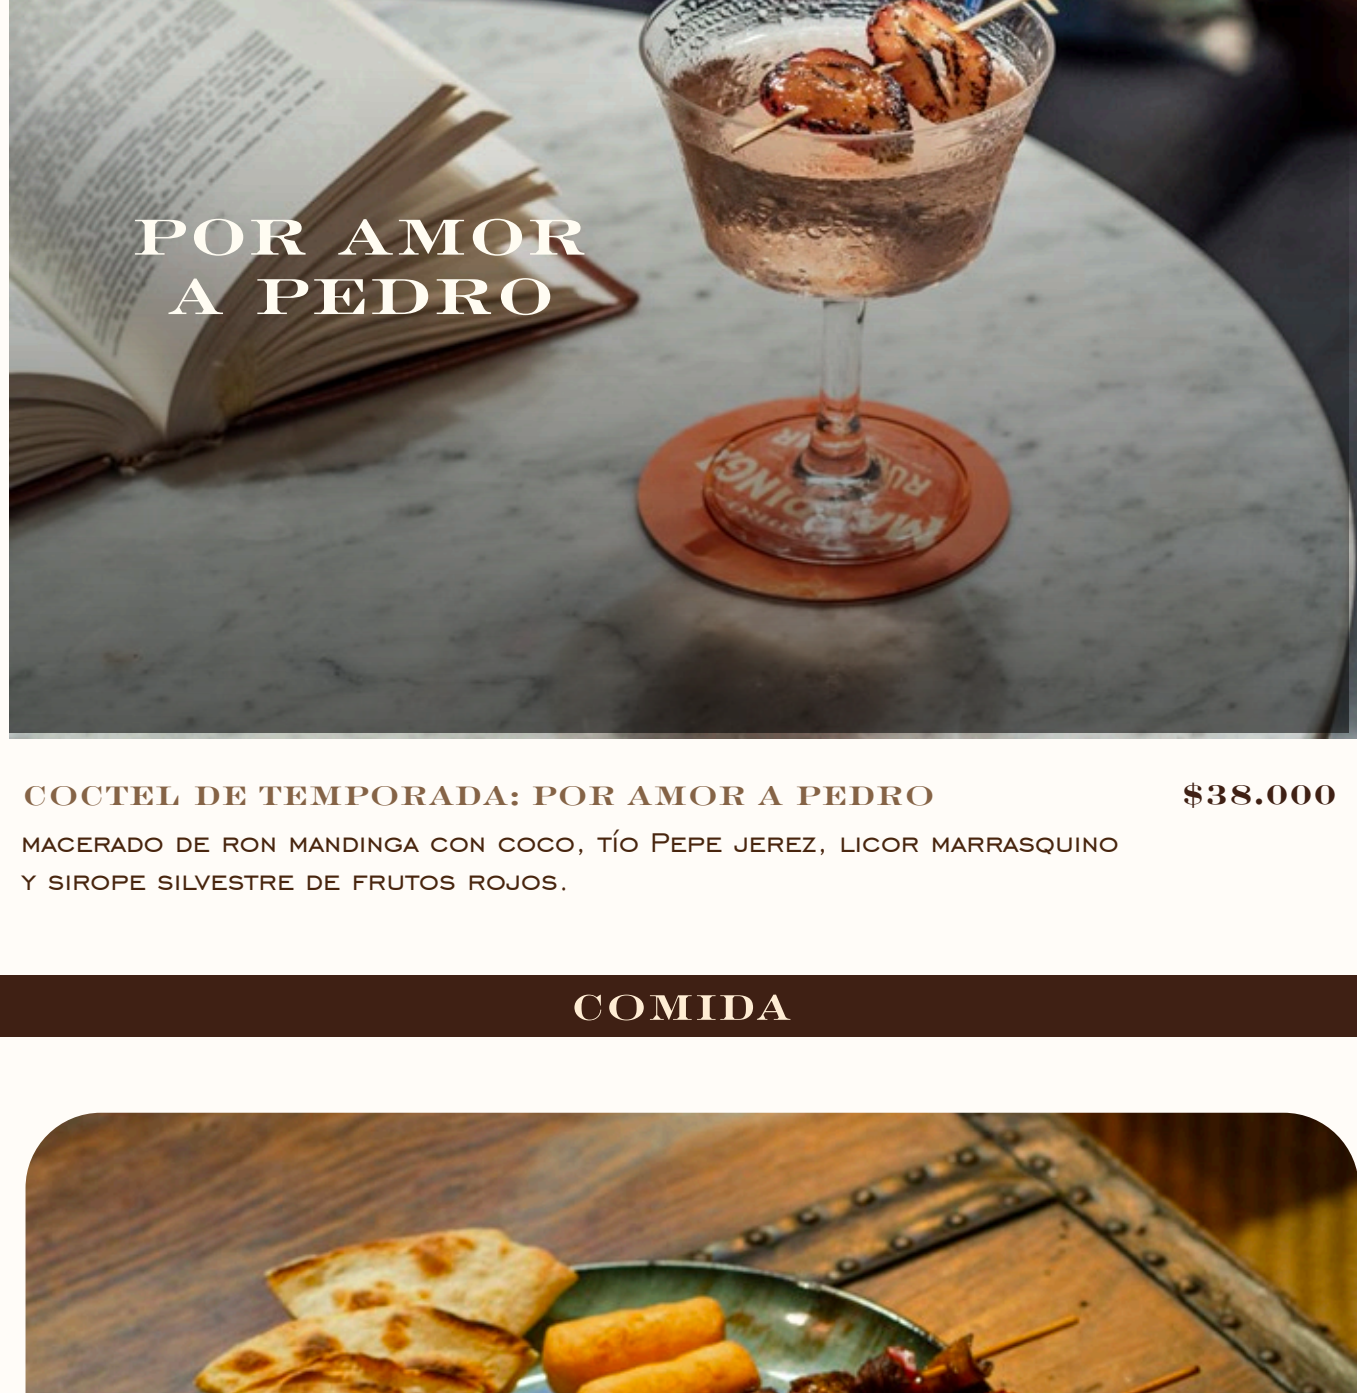 POR AMOR
A PEDRO
MANDINGA
COCTEL DE TEMPORADA: POR AMOR A PEDRO $38.000
MACERADO DE RON MANDINGA CON COCO, TÍO PEPE JEREZ, LICOR MARRASQUINO
Y SIROPE SILVESTRE DE FRUTOS ROJOS.
COMIDA